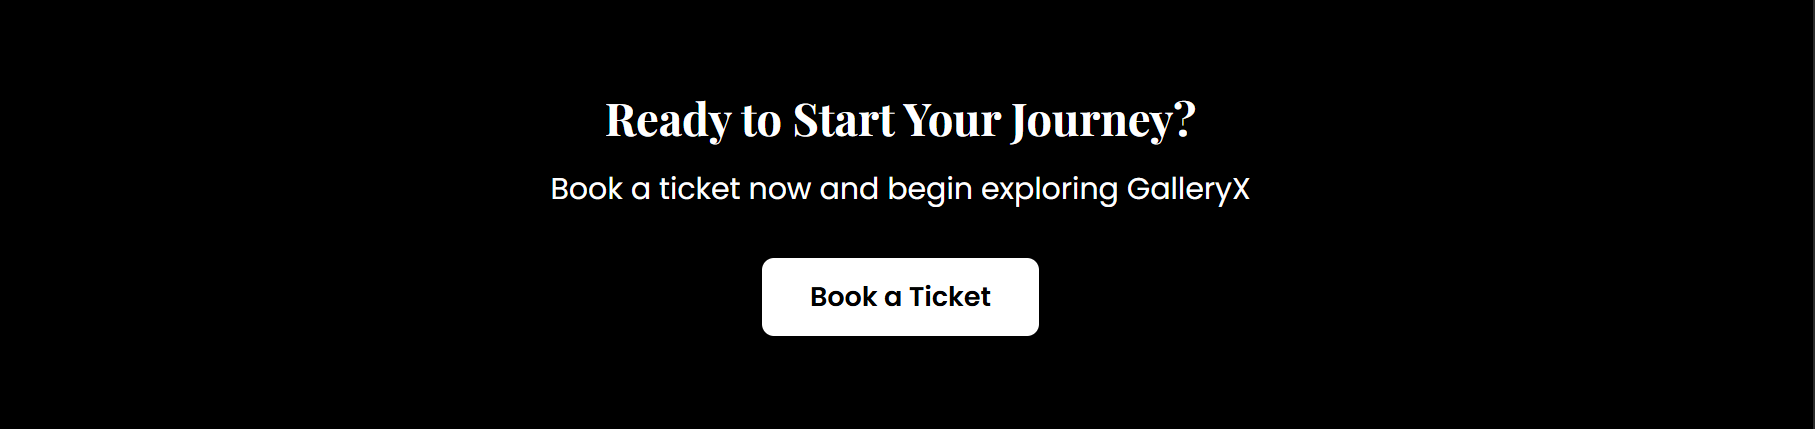 Ready to Start Your Journey?
Book a ticket now and begin exploring GalleryX
Book a Ticket